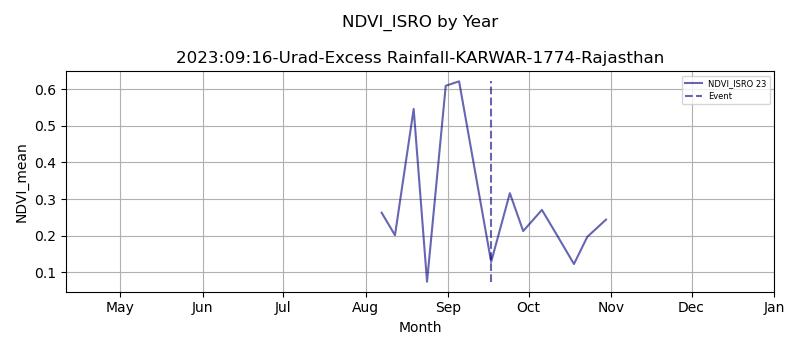 NDVI_ISRO by Year
2023:09:16-Urad-Excess Rainfall-KARWAR-1774-Rajasthan
NDVI_ISRO 23
Event
0.6
0.5
0.4
0.3
0.2
0.1
NDVI_mean
May Jun Jul Aug Sep Oct Nov Dec Jan
Month